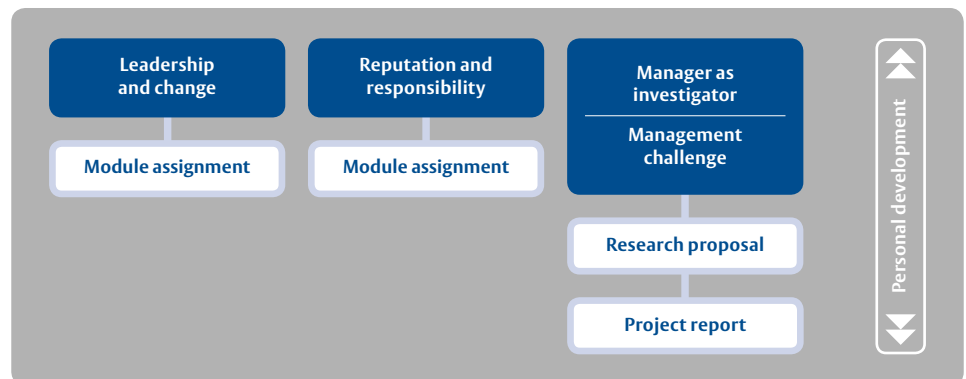 Leadership
and change
Module assignment
Reputation and
responsibility
Module assignment
Manager as
investigator
Management
challenge
Research proposal
Project report
Personal development